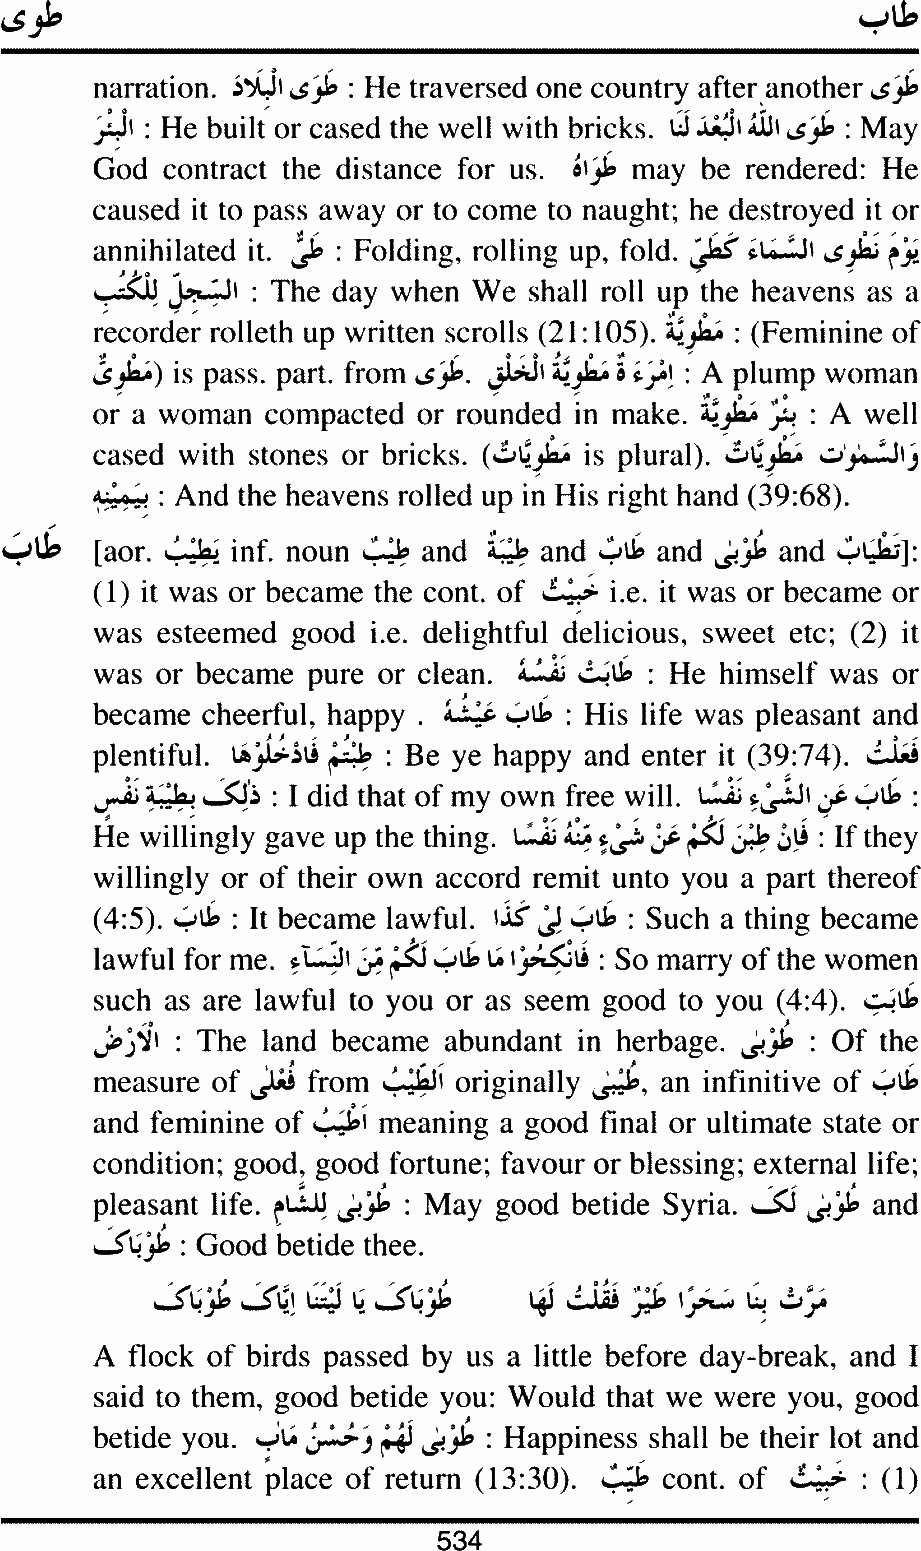 طوى طاب
narration. طَوَى الْبِلَادَ : He traversed one country after another طَوَى
الْبِئْرَ : He built or cased the well with bricks. طَوَى اللّٰهُ الْبُعْدَ لَنَا : May
God contract the distance for us. طَوَاهُ may be rendered: He
caused it to pass away or to come to naught; he destroyed it or
annihilated it. طَىٌّ : Folding, rolling up, fold. يَوْمَ نَطْوِى السَّمَاءَ كَطَىِّ
السِّجِلِّ لِلْكُتُبِ : The day when We shall roll up the heavens as a
recorder rolleth up written scrolls (21:105). مَطْوِيَّةٌ : (Feminine of
مَطْوِىٌّ) is pass. part. from طَوَى. اِمْرَءَ ةٌ مَطْوِيَّةُ الْخَلْقِ : A plump woman
or a woman compacted or rounded in make. بِئْرٌ مَطْوِيَّةٌ : A well
cased with stones or bricks. (مَطْوِيَّاتٌ is plural). وَالسَّمٰوٰت مَطْوِيَّاتٌ
بِيَمِيْنِهٖ : And the heavens rolled up in His right hand (39:68).
طَابَ [aor. يَطِيْبُ inf. noun طِيْبٌ and طِيْبَةٌ and طَابٌ and طُوْبٰى and تَطْيَابٌ]:
(1) it was or became the cont. of خَبِيْثٌ i.e. it was or became or
was esteemed good i.e. delightful delicious, sweet etc; (2) it
was or became pure or clean. طَابَتْ نَفْسُهٗ : He himself was or
became cheerful, happy . طَابَ عَيْشُهٗ : His life was pleasant and
plentiful. طِبْتُمْ فَادْخُلُوْهَا : Be ye happy and enter it (39:74). فَعَلْتُ
ذٰلِكَ بِطِيْبَةِ نَفْسٍ : I did that of my own free will. طَابَ عَنِ الشَّىْءِ نَفْسًا :
He willingly gave up the thing. فَاِنْ طِبْنَ لَكُمْ عَنْ شَىْءٍ مِّنْهُ نَفْسًا : If they
willingly or of their own accord remit unto you a part thereof
(4:5). طَابَ : It became lawful. طَابَ لِىْ كَذَا : Such a thing became
lawful for me. فَانْكِحُوْا مَا طَابَ لَكُمْ مِّنَ النِّسَآءِ : So marry of the women
such as are lawful to you or as seem good to you (4:4). طَابَتِ
الْاَرْضُ : The land became abundant in herbage. طُوْبٰى : Of the
measure of فُعْلٰى from اَلطِّيْبُ originally طُيْبٰى, an infinitive of طَابَ
and feminine of اَطْيَبُ meaning a good final or ultimate state or
condition; good, good fortune; favour or blessing; external life;
pleasant life. طُوْبٰى لِلشَّامِ : May good betide Syria. طُوْبٰى لَكَ and
طُوْبَاكَ : Good betide thee.
مَرَّتْ بِنَا سَحَرًا طَيْرٌ فَقُلْتُ لَهَا طُوْبَاكَ يَا لَيْتَنَا اِيَّاكَ طُوْبَاكَ
A flock of birds passed by us a little before day-break, and I
said to them, good betide you: Would that we were you, good
betide you. طُوْبٰى لَهُمْ وَحُسْنُ مَاٰبٍ : Happiness shall be their lot and
an excellent place of return (13:30). طَيِّبٌ cont. of خَبِيْثٌ : (1)
534